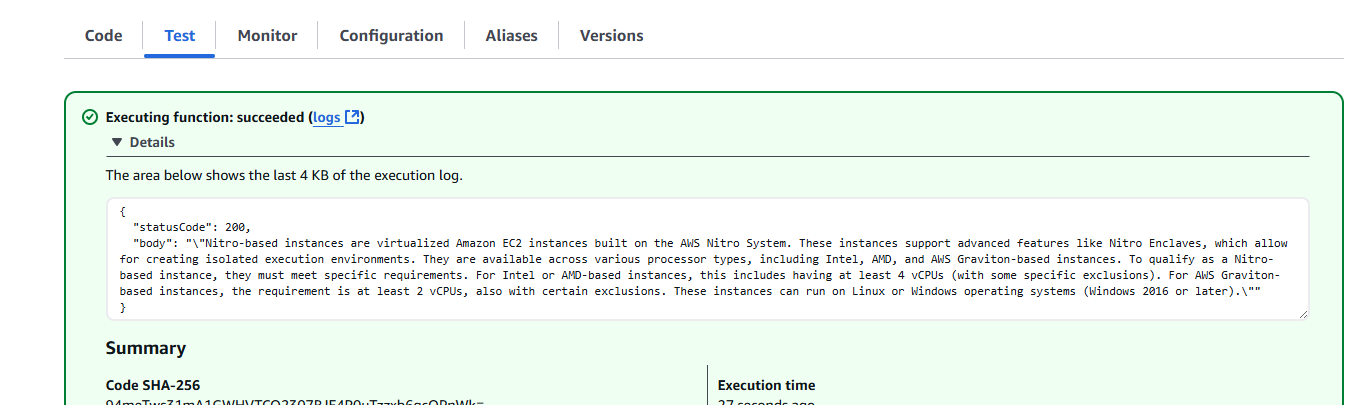 Code Test Monitor Configuration Aliases Versions
Executing function: succeeded (logs)
▼ Details
The area below shows the last 4 KB of the execution log.
{
"statusCode": 200,
"body": "\"Nitro-based instances are virtualized Amazon EC2 instances built on the AWS Nitro System. These instances support advanced features like Nitro Enclaves, which allow
for creating isolated execution environments. They are available across various processor types, including Intel, AMD, and AWS Graviton-based instances. To qualify as a Nitro-
based instance, they must meet specific requirements. For Intel or AMD-based instances, this includes having at least 4 vCPUs (with some specific exclusions). For AWS Graviton-
based instances, the requirement is at least 2 vCPUs, also with certain exclusions. These instances can run on Linux or Windows operating systems (Windows 2016 or later).\""
}
Summary
Code SHA-256
Execution time
27 seconds ago